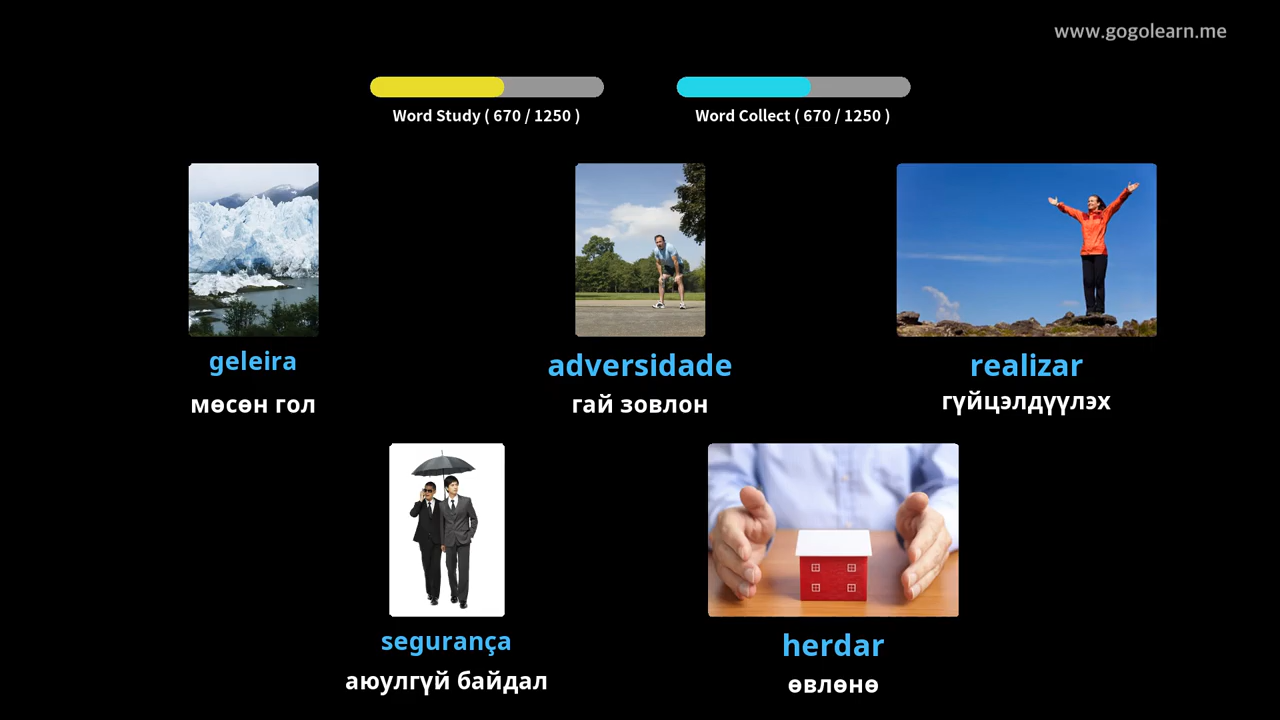 www.gogolearn.me
Word Study ( 670 / 1250 )
Word Collect ( 670 / 1250 )
geleira
мөсөн гол
adversidade
гай зовлон
realizar
гүйцэлдүүлэх
segurança
аюулгүй байдал
herdar
өвлөнө